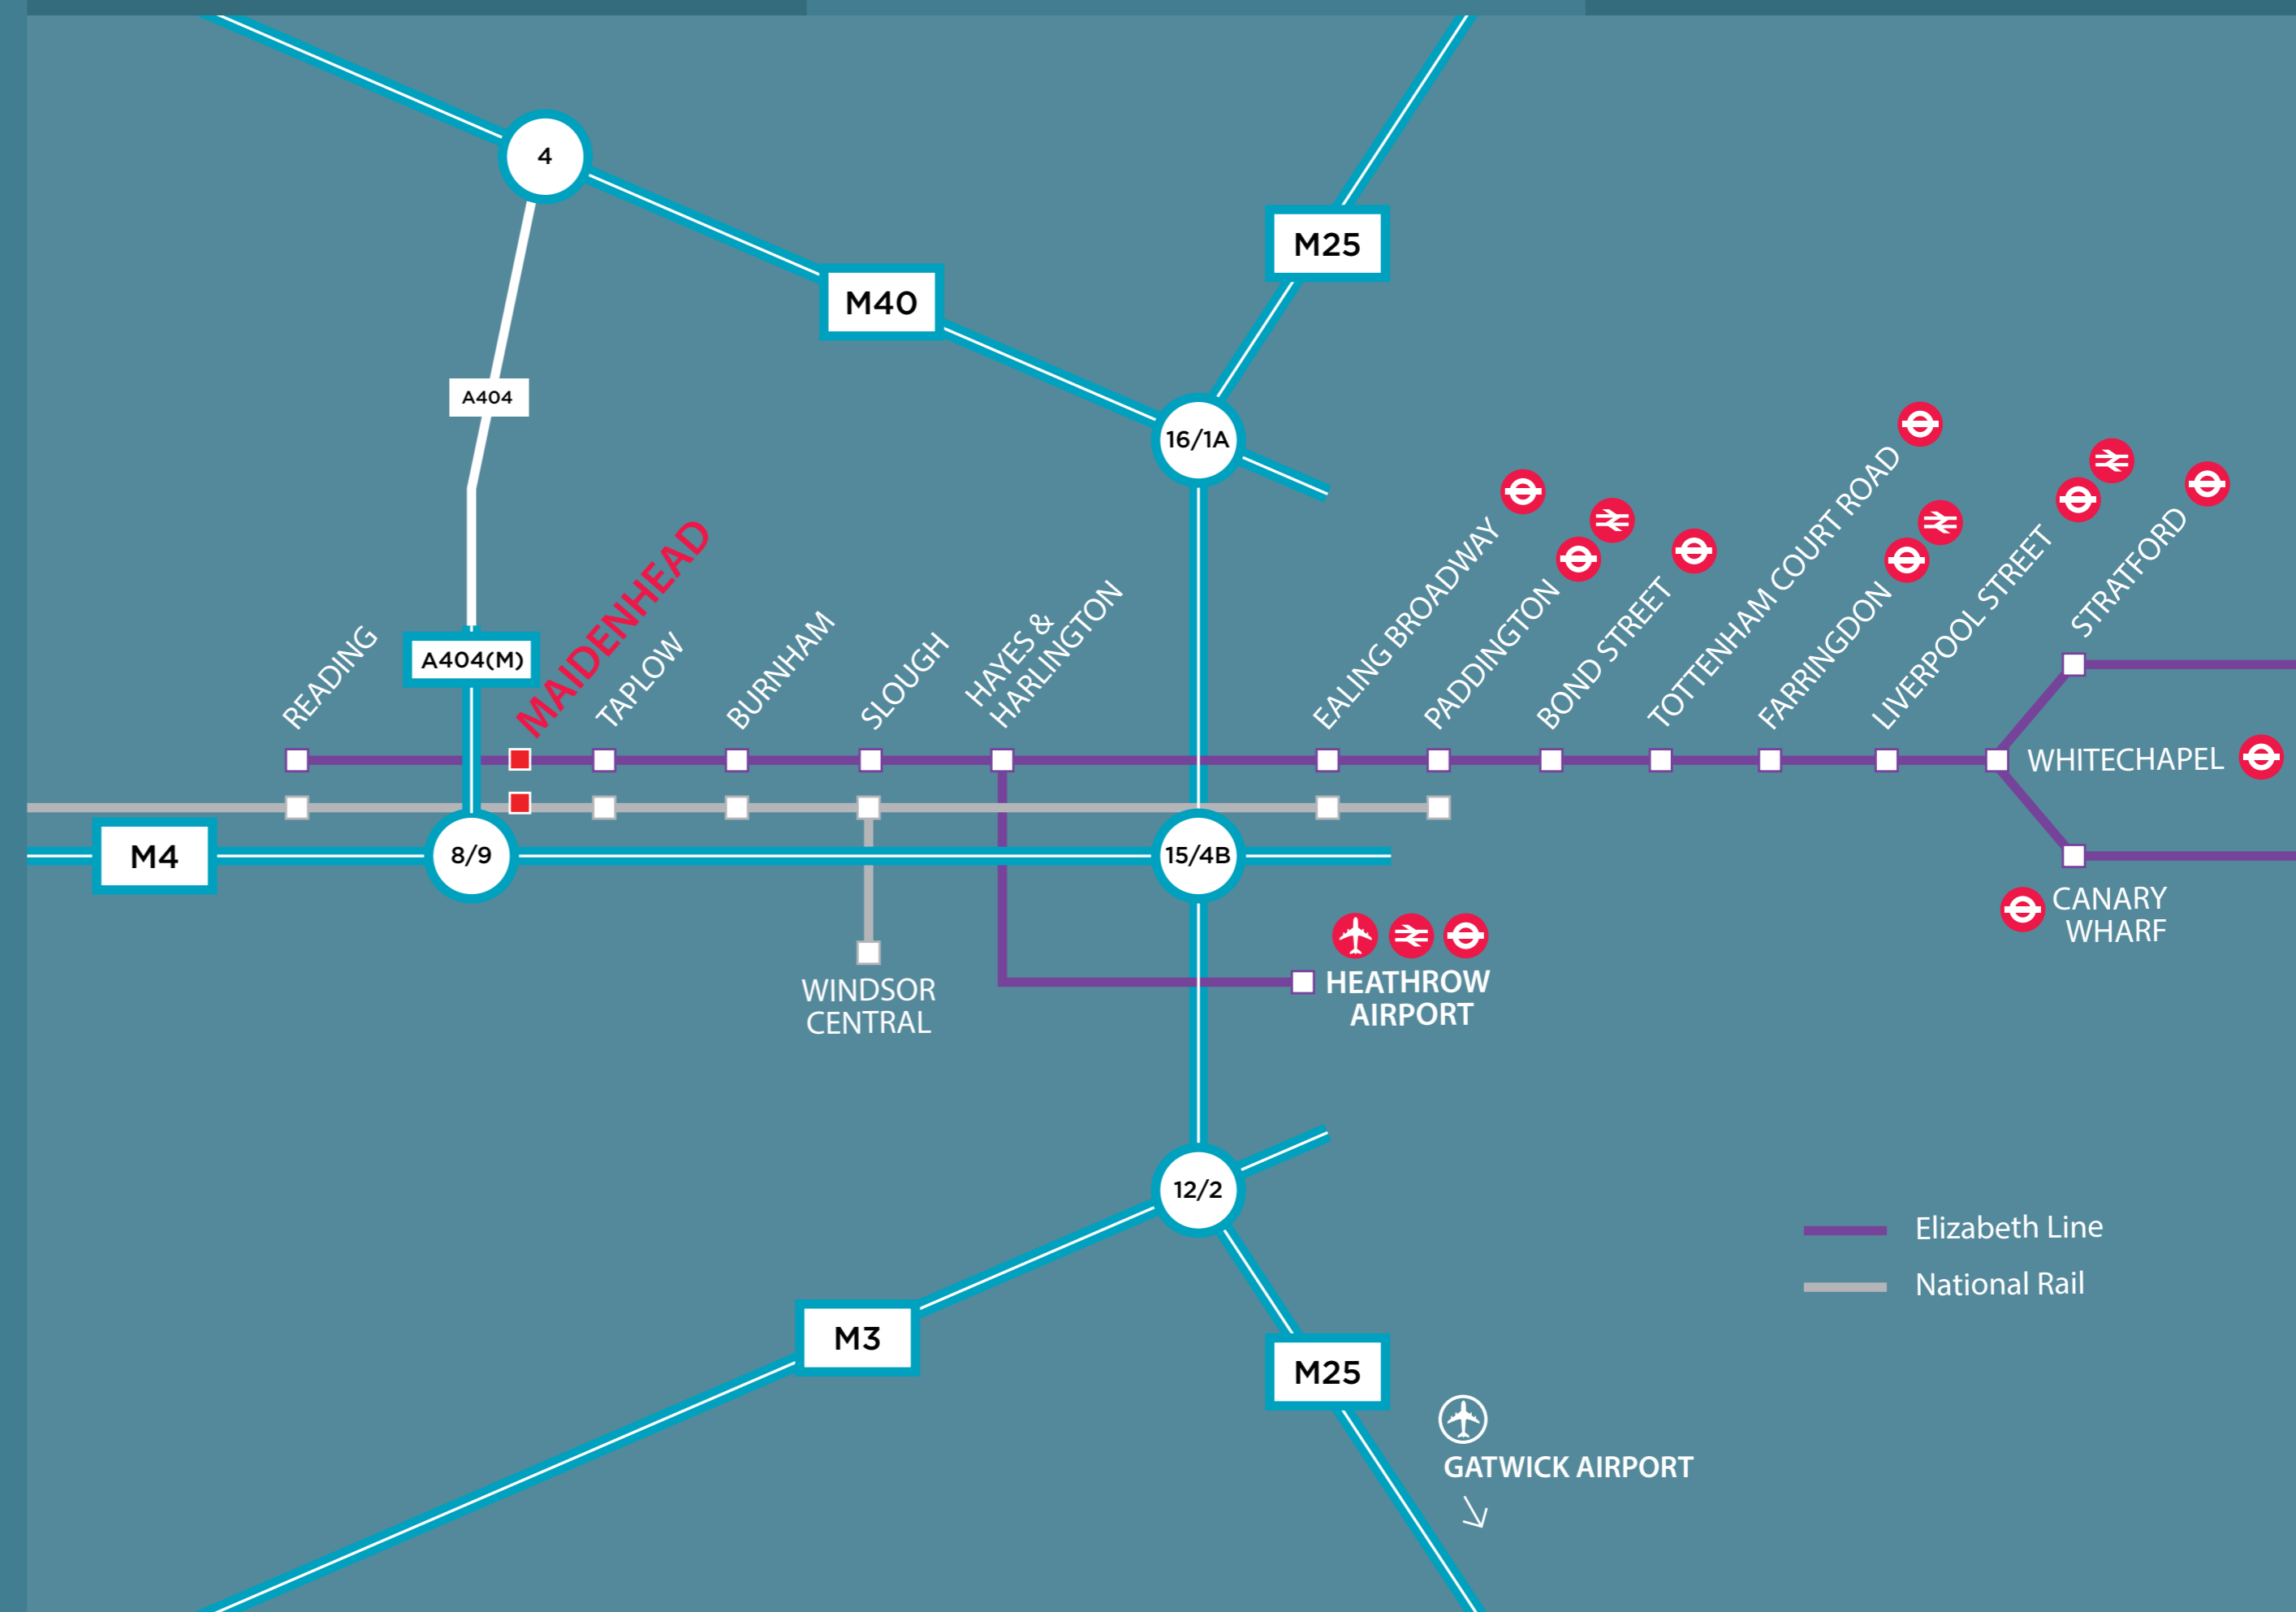 4
M25
M40
A404
16/1A
A404(M)
READING
MAIDENHEAD
TAPLOW
BURNHAM
SLOUGH
HAYES &
HARLINGTON
EALING BROADWAY
PADDINGTON
BOND STREET
TOTTENHAM COURT ROAD
FARRINGDON
LIVERPOOL STREET
STRATFORD
WHITECHAPEL
M4
8/9
15/4B
CANARY
WHARF
WINDSOR
CENTRAL
HEATHROW
AIRPORT
12/2
Elizabeth Line
National Rail
M3
M25
GATWICK AIRPORT